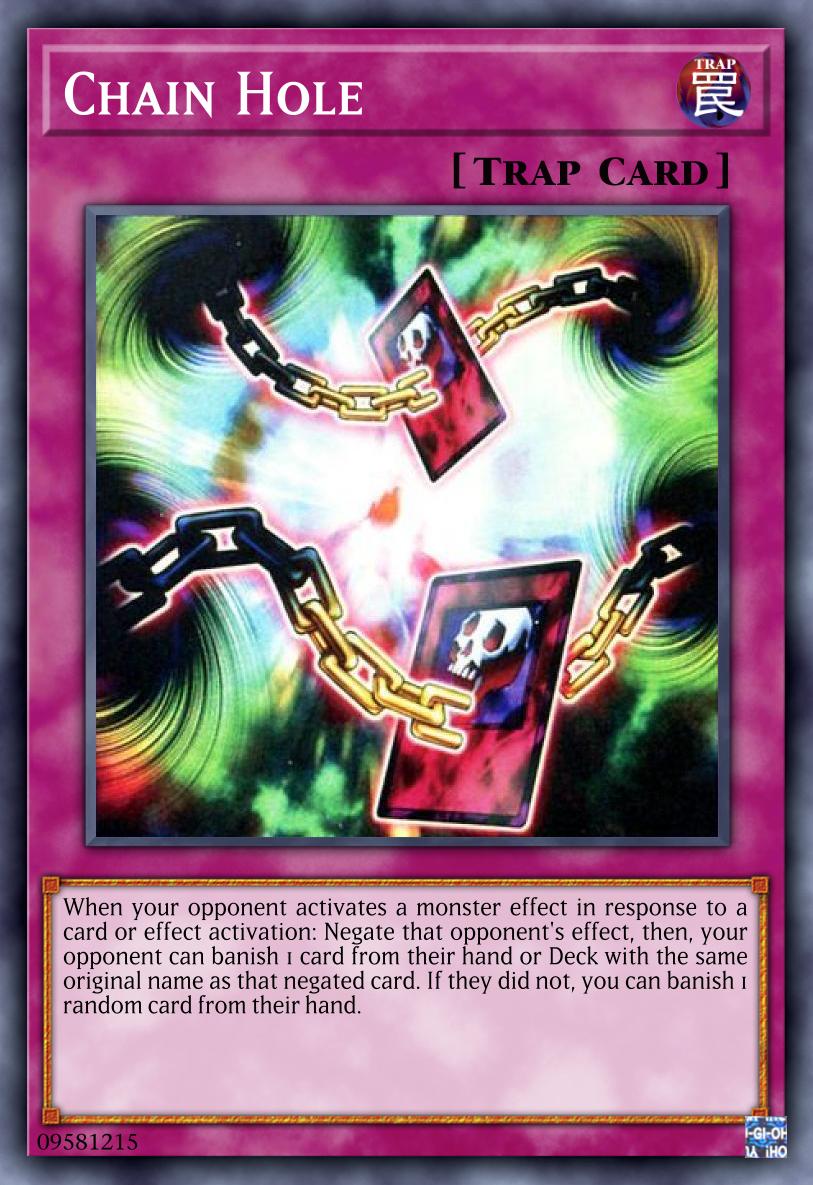 Chain Hole
TRAP
罠
[Trap Card]
When your opponent activates a monster effect in response to a
card or effect activation: Negate that opponent's effect, then, your
opponent can banish 1 card from their hand or Deck with the same
original name as that negated card. If they did not, you can banish 1
random card from their hand.
09581215
-GI-OH